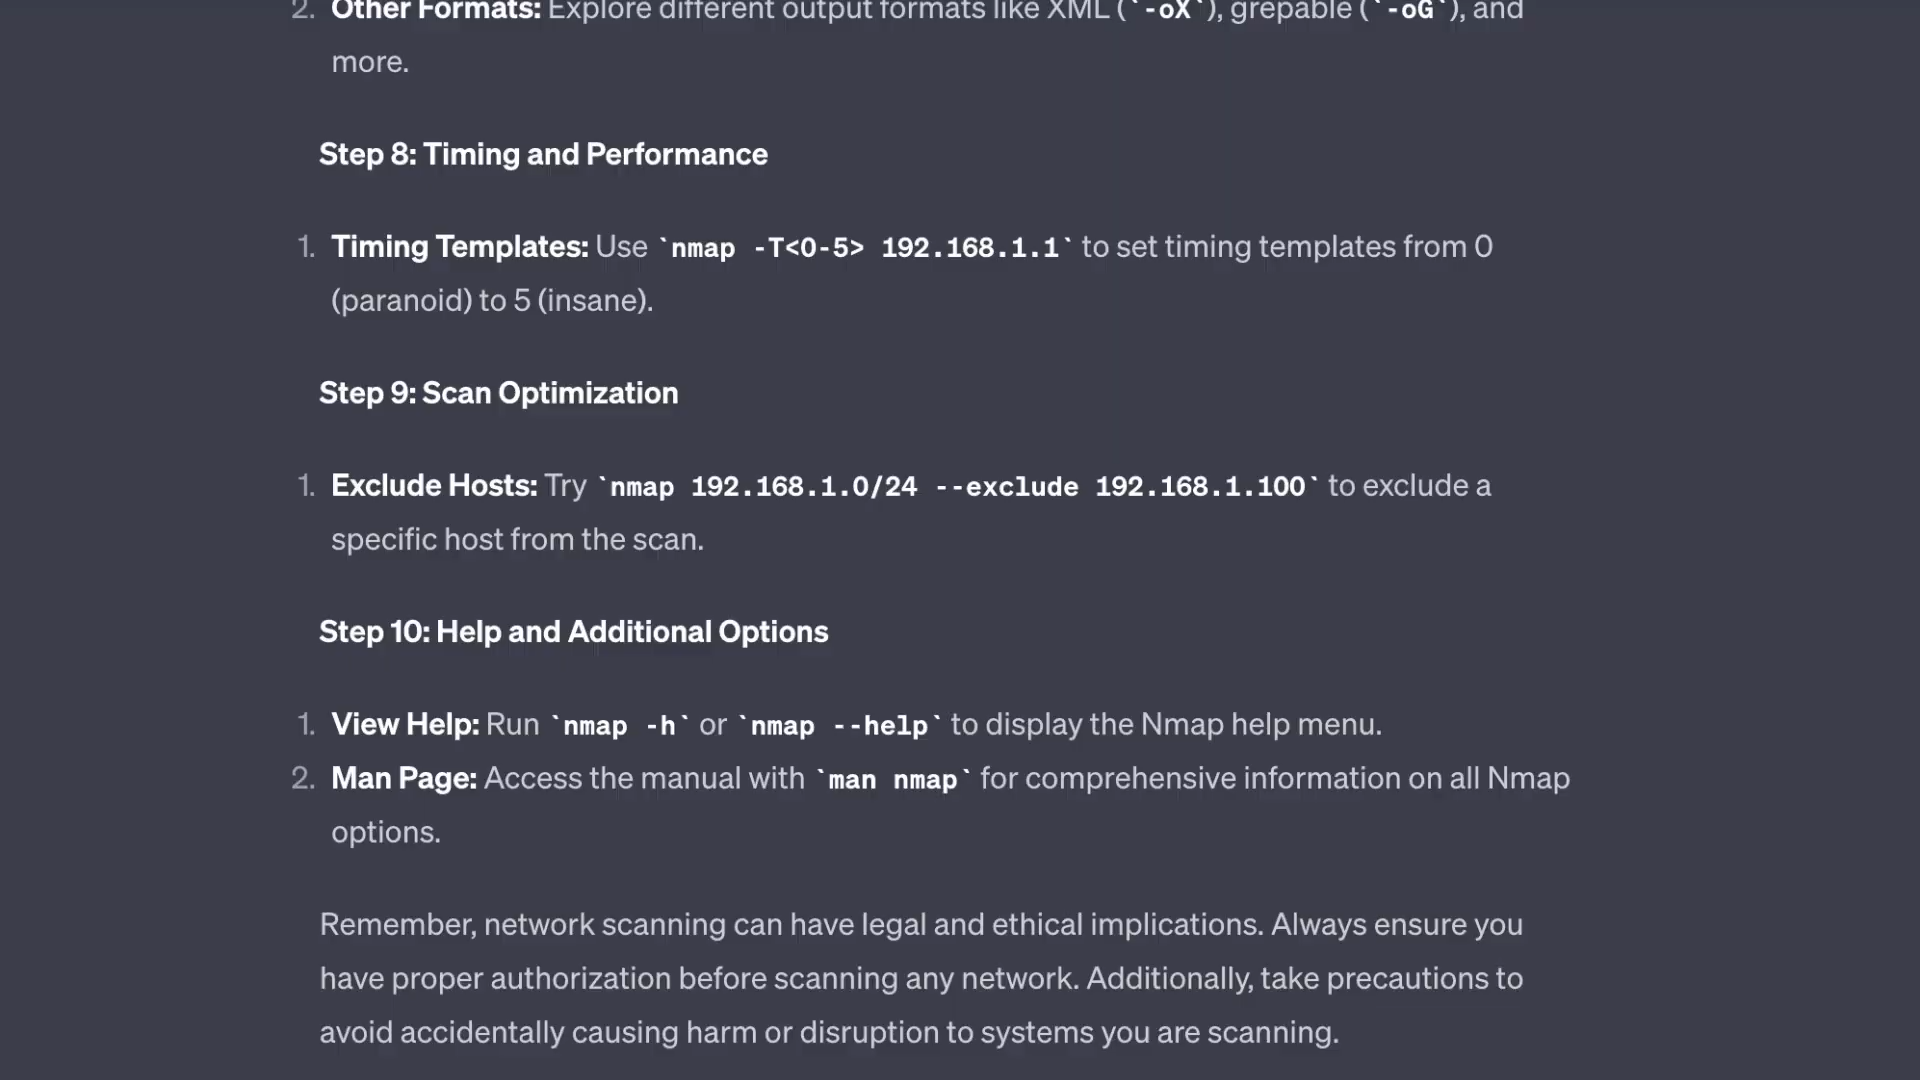 2. Other Formats: Explore different output formats like XML (`-oX`), grepable (`-oG`), and
more.
Step 8: Timing and Performance
1. Timing Templates: Use `nmap -T<0-5> 192.168.1.1` to set timing templates from 0
(paranoid) to 5 (insane).
Step 9: Scan Optimization
1. Exclude Hosts: Try `nmap 192.168.1.0/24 --exclude 192.168.1.100` to exclude a
specific host from the scan.
Step 10: Help and Additional Options
1. View Help: Run `nmap -h` or `nmap --help` to display the Nmap help menu.
2. Man Page: Access the manual with `man nmap` for comprehensive information on all Nmap
options.
Remember, network scanning can have legal and ethical implications. Always ensure you
have proper authorization before scanning any network. Additionally, take precautions to
avoid accidentally causing harm or disruption to systems you are scanning.